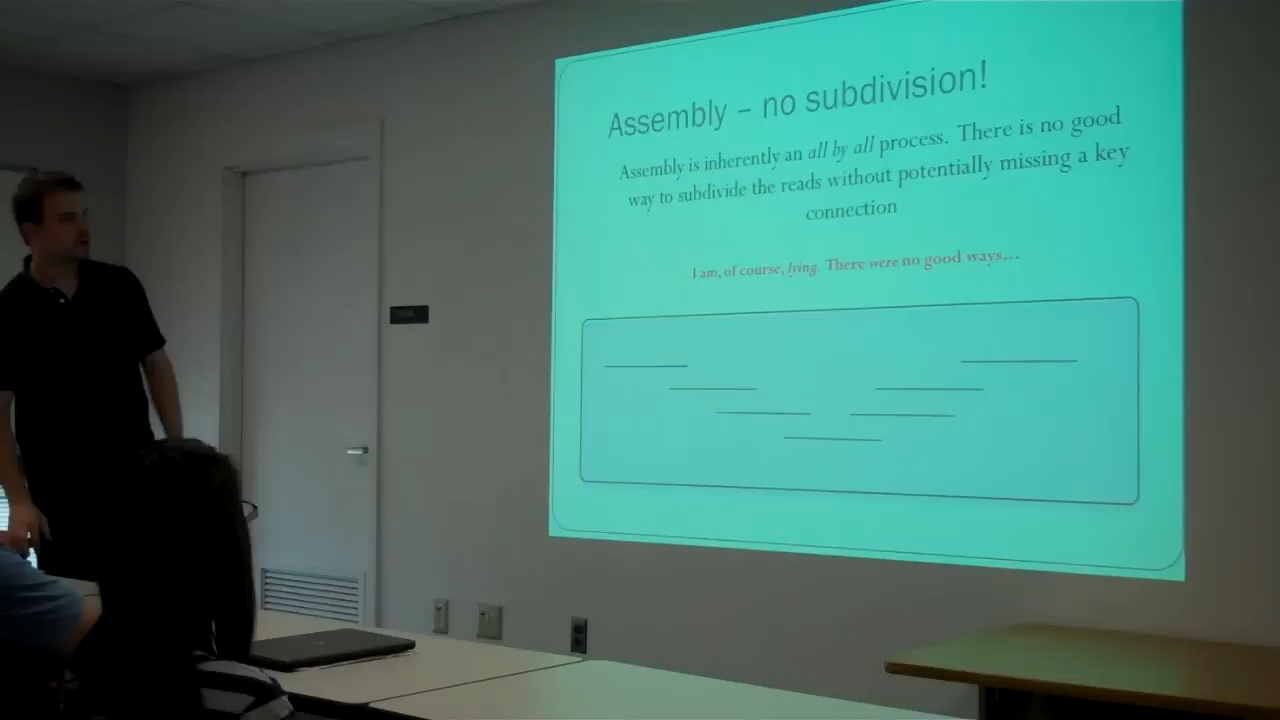 Assembly – no subdivision!
Assembly is inherently an all by all process. There is no good
way to subdivide the reads without potentially missing a key
connection
I am, of course, lying. There were no good ways…